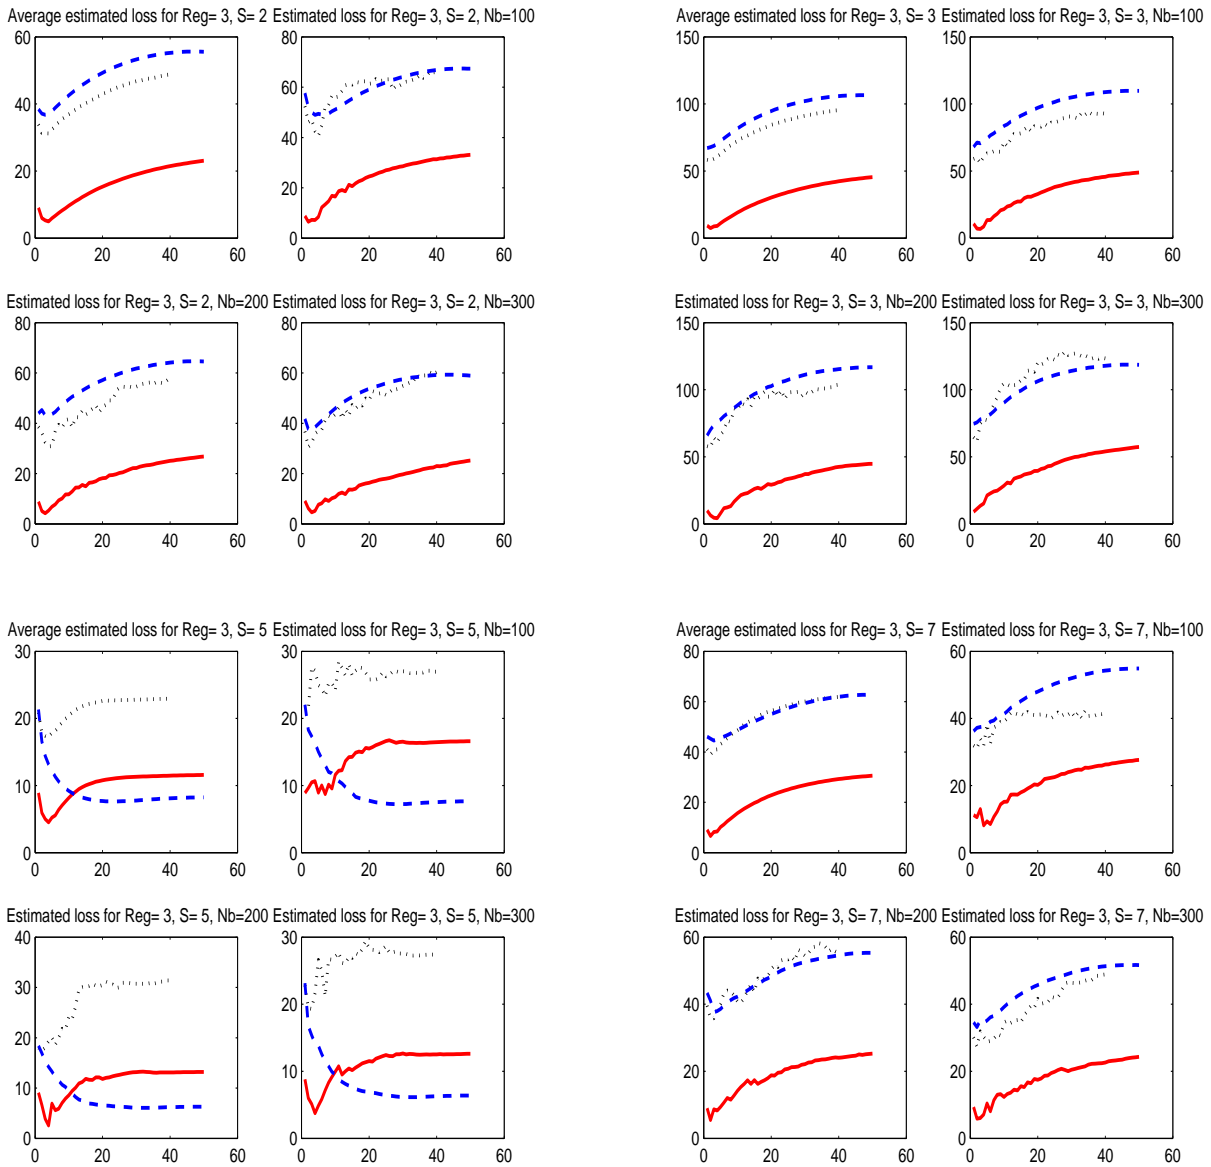 Average estimated loss for Reg= 3, S= 2
80
60
40
20
0
0 20 40 60
Estimated loss for Reg= 3, S= 2, Nb=100
80
60
40
20
0
0 20 40 60
Average estimated loss for Reg= 3, S= 3
150
100
50
0
0 20 40 60
Estimated loss for Reg= 3, S= 3, Nb=100
150
100
50
0
0 20 40 60
Estimated loss for Reg= 3, S= 2, Nb=200
80
60
40
20
0
0 20 40 60
Estimated loss for Reg= 3, S= 2, Nb=300
80
60
40
20
0
0 20 40 60
Estimated loss for Reg= 3, S= 3, Nb=200
150
100
50
0
0 20 40 60
Estimated loss for Reg= 3, S= 3, Nb=300
150
100
50
0
0 20 40 60
Average estimated loss for Reg= 3, S= 5
30
20
10
0
0 20 40 60
Estimated loss for Reg= 3, S= 5, Nb=100
30
20
10
0
0 20 40 60
Average estimated loss for Reg= 3, S= 7
80
60
40
20
0
0 20 40 60
Estimated loss for Reg= 3, S= 7, Nb=100
60
40
20
0
0 20 40 60
Estimated loss for Reg= 3, S= 5, Nb=200
40
30
20
10
0
0 20 40 60
Estimated loss for Reg= 3, S= 5, Nb=300
30
20
10
0
0 20 40 60
Estimated loss for Reg= 3, S= 7, Nb=200
60
40
20
0
0 20 40 60
Estimated loss for Reg= 3, S= 7, Nb=300
60
40
20
0
0 20 40 60